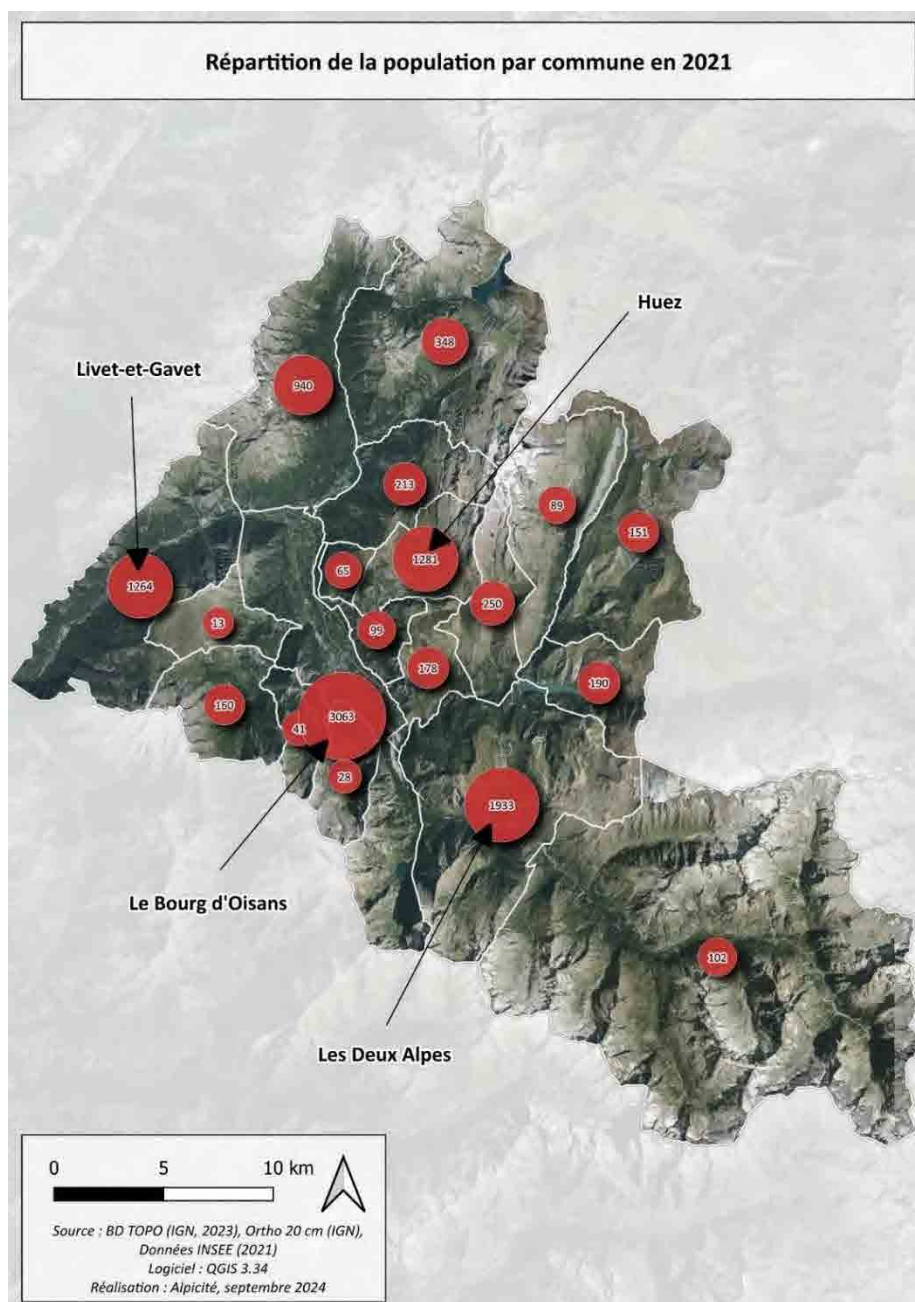 Répartition de la population par commune en 2021
Huez
348
Livet-et-Gavet
940
213
89
151
1281
65
1264
250
13
99
178
190
160
3063
41
28
1933
Le Bourg d'Oisans
102
Les Deux Alpes
0 5 10 km
Source : BD TOPO (IGN, 2023), Ortho 20 cm (IGN),
Données INSEE (2021)
Logiciel : QGIS 3.34
Réalisation : Alpicité, septembre 2024